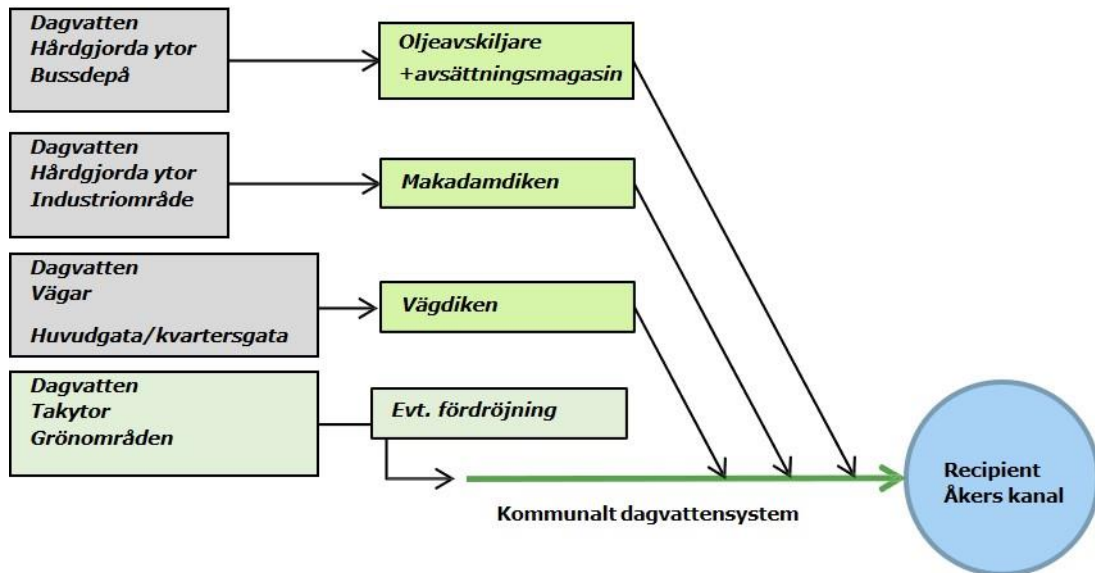 Dagvatten
Hårdgjorda ytor
Bussdepå
Oljeavskiljare
+avsättningsmagasin
Dagvatten
Hårdgjorda ytor
Industriområde
Makadamdiken
Dagvatten
Vägar
Huvudgata/kvartersgata
Vägdiken
Dagvatten
Takytor
Grönområden
Evt. fördröjning
Kommunalt dagvattensystem
Recipient
Åkers kanal